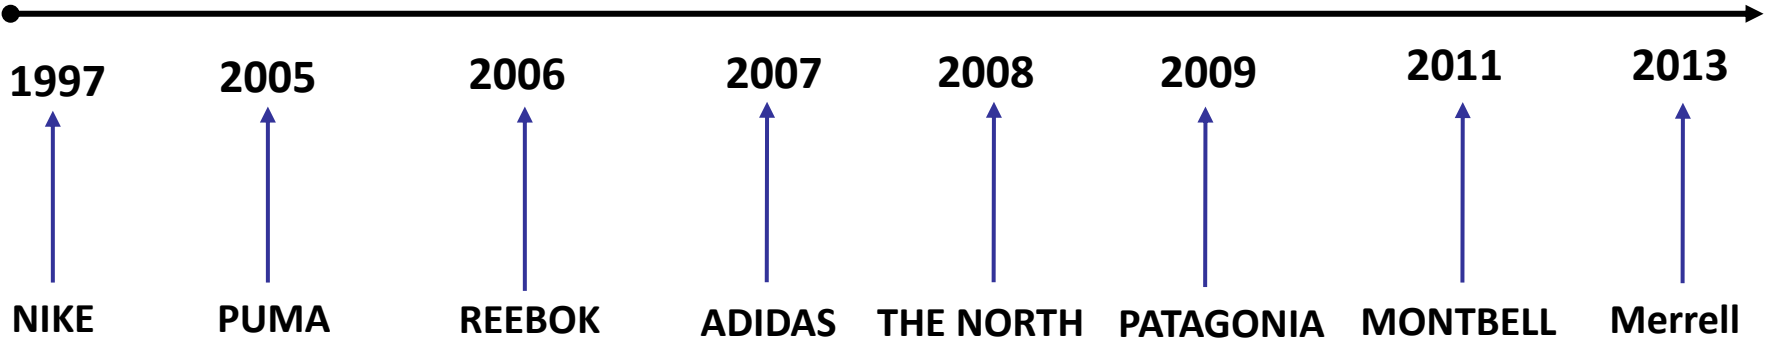 1997 2005 2006 2007 2008 2009 2011 2013
NIKE PUMA REEBOK ADIDAS THE NORTH PATAGONIA MONTBELL Merrell